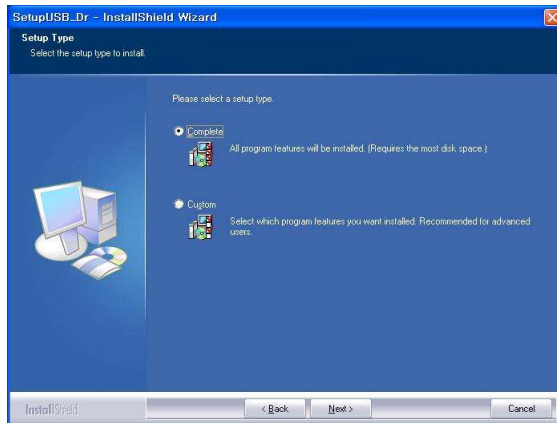 SetupUSB_Dr - InstallShield Wizard
Setup Type
Select the setup type to install.
Please select a setup type.
Complete
All program features will be installed. (Requires the most disk space.)
Custom
Select which program features you want installed. Recommended for advanced
users.
InstallShield
< Back Next > Cancel